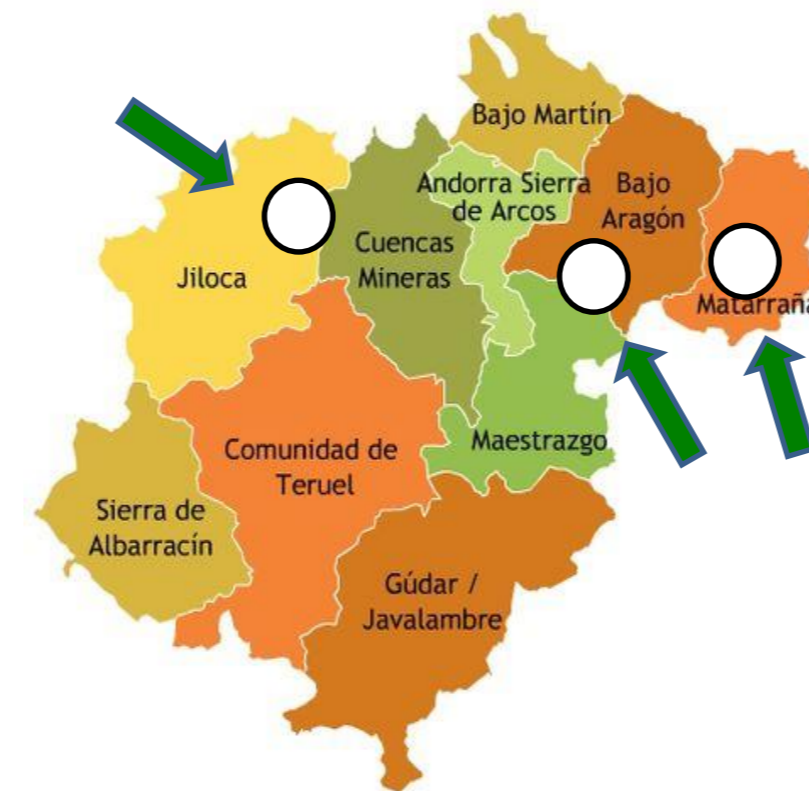 Bajo Martín
Andorra Sierra
de Arcos
Bajo
Aragón
Cuencas
Mineras
Jiloca
Matarraña
Comunidad de
Teruel
Maestrazgo
Sierra de
Albarracín
Gúdar /
Javalambre